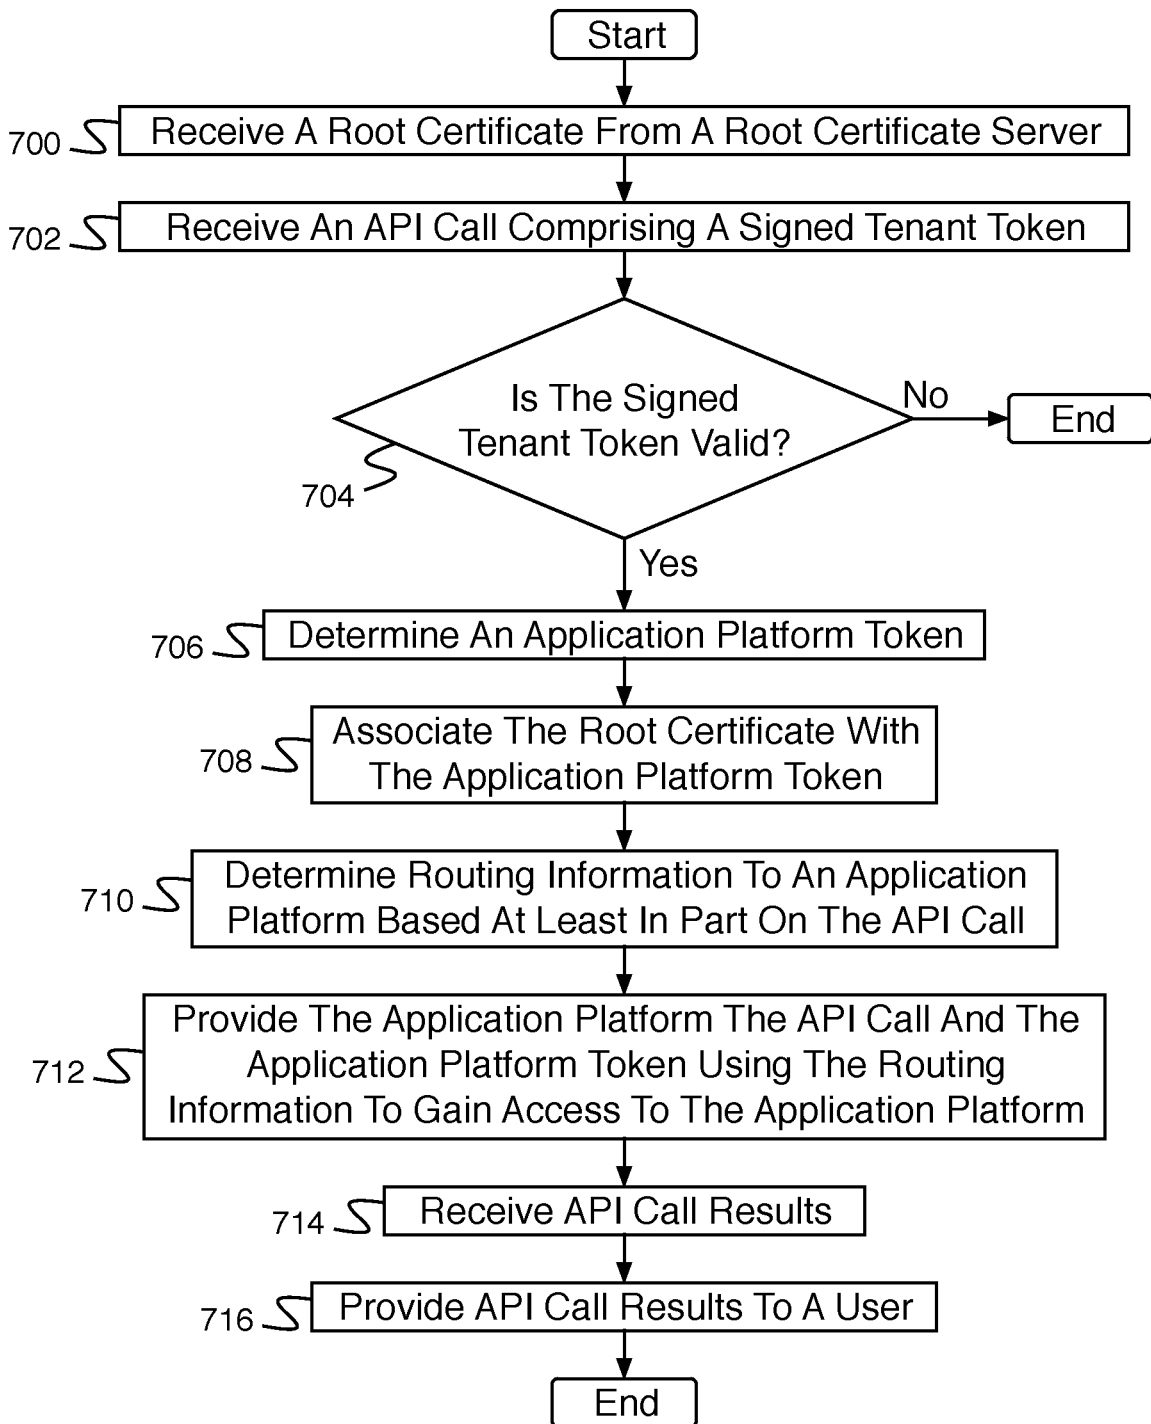 Start
700
Receive A Root Certificate From A Root Certificate Server
702
Receive An API Call Comprising A Signed Tenant Token
Is The Signed
Tenant Token Valid?
704
No
End
Yes
706
Determine An Application Platform Token
708
Associate The Root Certificate With
The Application Platform Token
710
Determine Routing Information To An Application
Platform Based At Least In Part On The API Call
712
Provide The Application Platform The API Call And The
Application Platform Token Using The Routing
Information To Gain Access To The Application Platform
714
Receive API Call Results
716
Provide API Call Results To A User
End